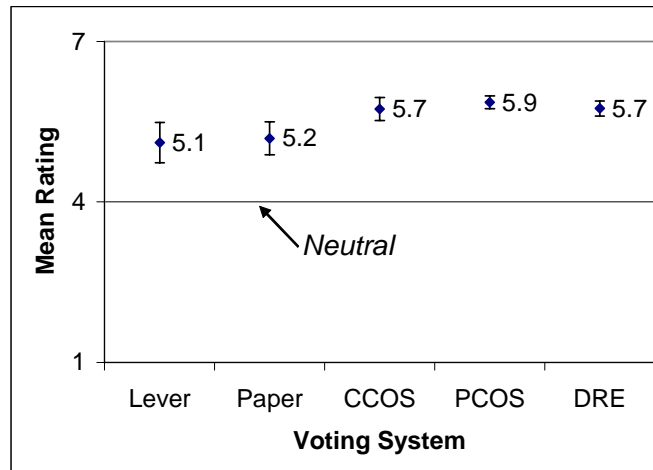 7
4
1
Mean Rating
5.1
5.2
5.7
5.9
5.7
Neutral
Lever
Paper
CCOS
PCOS
DRE
Voting System